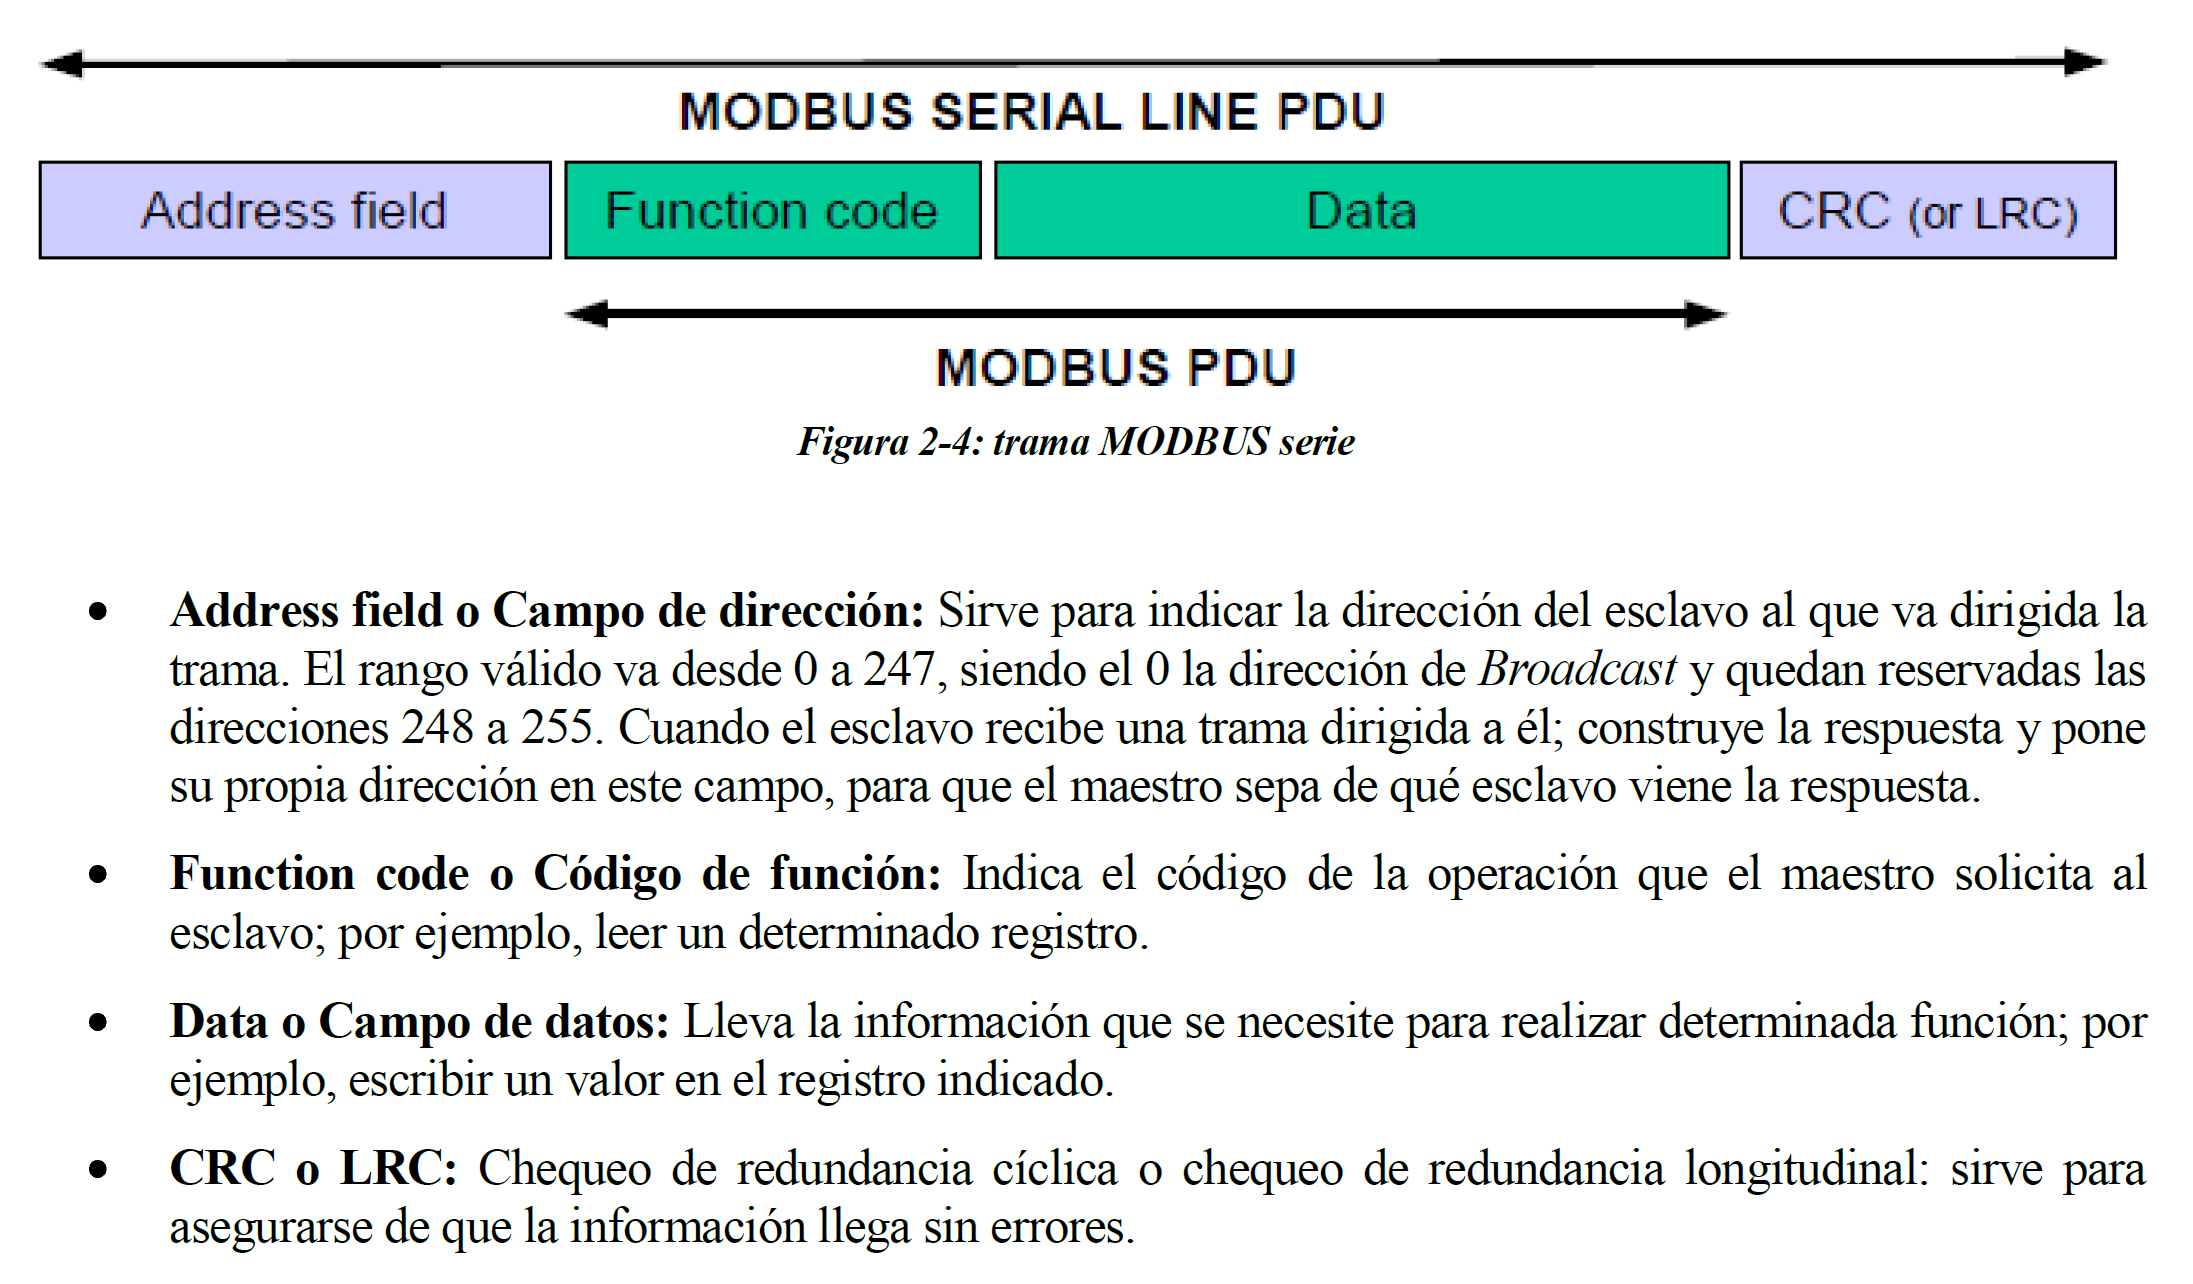 MODBUS SERIAL LINE PDU
Address field Function code Data CRC (or LRC)
MODBUS PDU
Figura 2-4: trama MODBUS serie
• Address field o Campo de dirección: Sirve para indicar la dirección del esclavo al que va dirigida la
trama. El rango válido va desde 0 a 247, siendo el 0 la dirección de Broadcast y quedan reservadas las
direcciones 248 a 255. Cuando el esclavo recibe una trama dirigida a él; construye la respuesta y pone
su propia dirección en este campo, para que el maestro sepa de qué esclavo viene la respuesta.
• Function code o Código de función: Indica el código de la operación que el maestro solicita al
esclavo; por ejemplo, leer un determinado registro.
• Data o Campo de datos: Lleva la información que se necesite para realizar determinada función; por
ejemplo, escribir un valor en el registro indicado.
• CRC o LRC: Chequeo de redundancia cíclica o chequeo de redundancia longitudinal: sirve para
asegurarse de que la información llega sin errores.